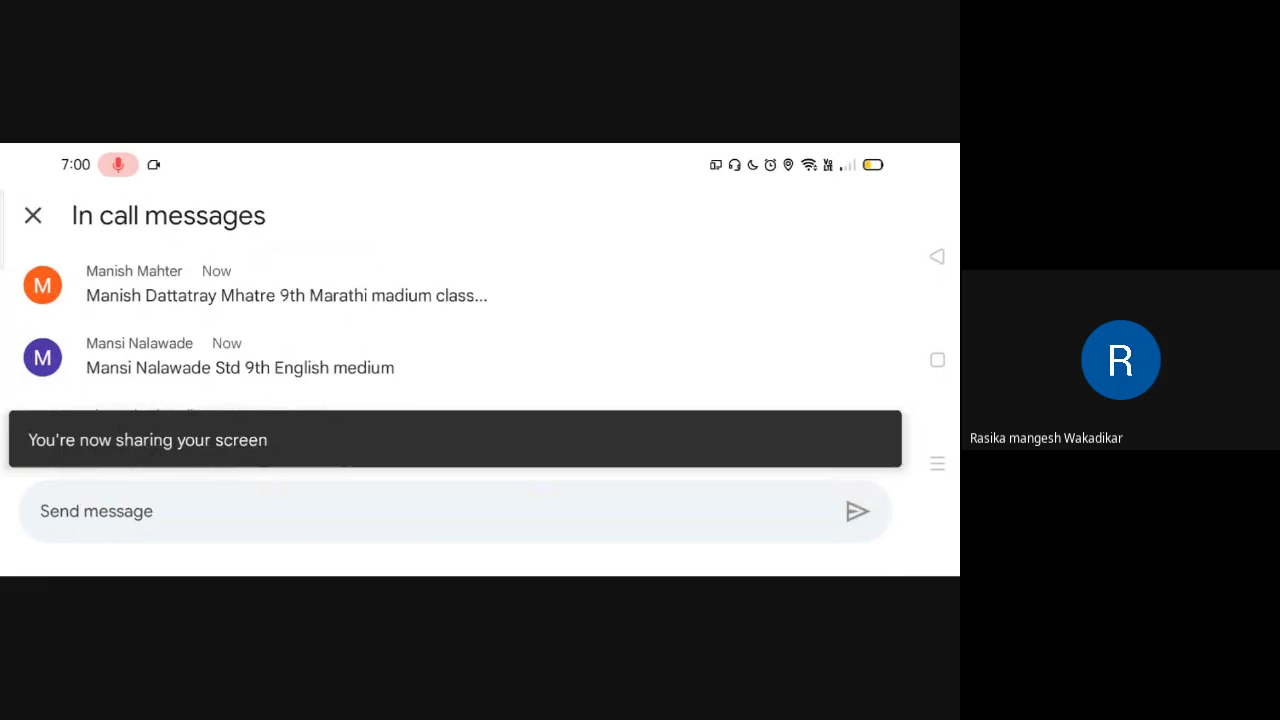 7:00
In call messages
M
Manish Mahter Now
Manish Dattatray Mhatre 9th Marathi madium class...
M
Mansi Nalawade Now
Mansi Nalawade Std 9th English medium
You're now sharing your screen
Send message
R
Rasika mangesh Wakadikar